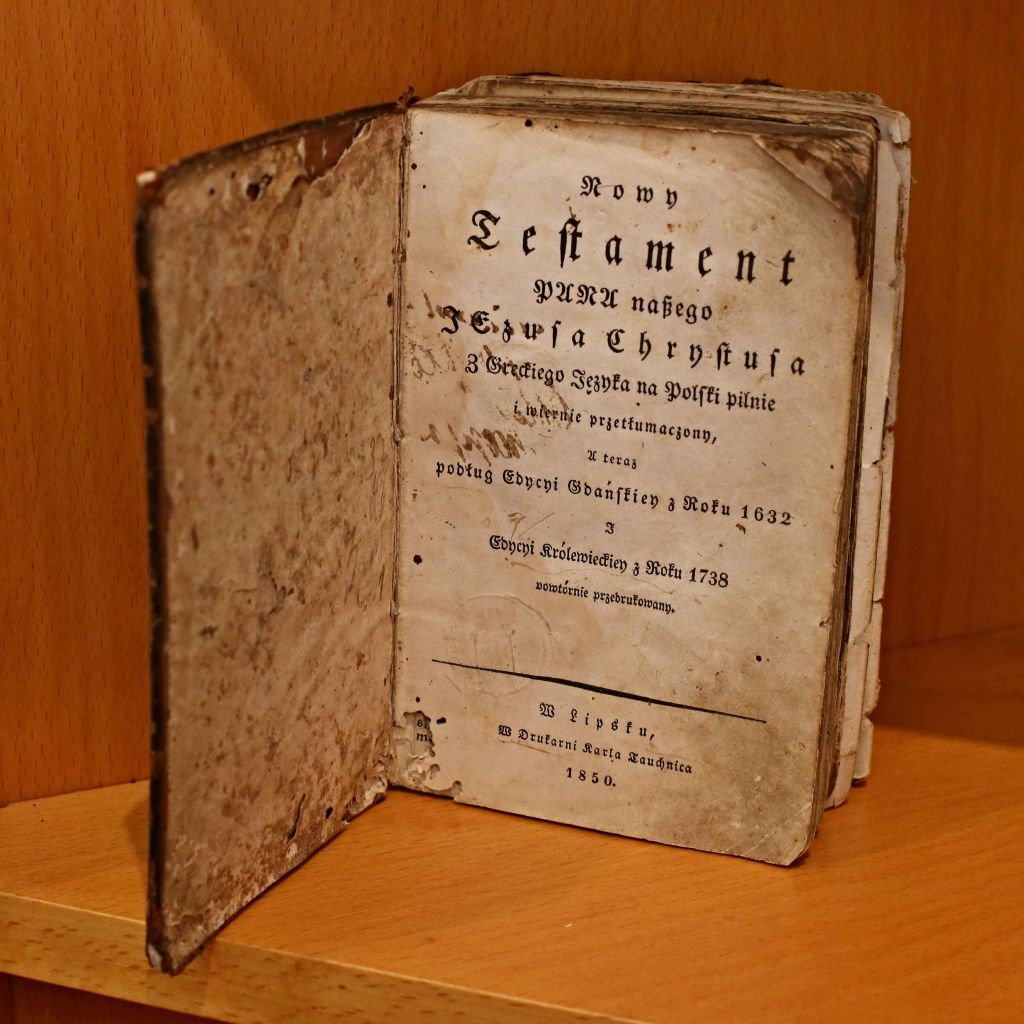 Nowy
Teſtament
PANA naßego
JEzuſa Chryſtuſa
Z Greckiego Języka na Polſki pilnie
i wiernie przetłumaczony,
A teraz
podług Edycyi Gdańſkiey z Roku 1632
J
Edycyi Królewieckiey z Roku 1738
powtórnie przedrukowany.
W Lipsku,
W Drukarni Karla Tauchnica
1850.